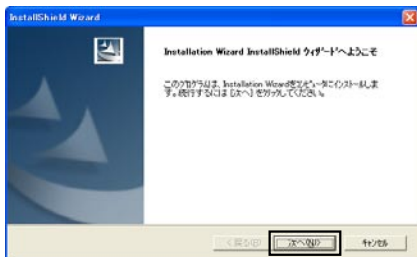 InstallShield Wizard
Installation Wizard InstallShield ウィザードへようこそ
このプログラムは、Installation Wizardをコンピュータにインストールしま
す。続行するには [次へ] をクリックしてください。
< 戻る(B) 次へ(N)> キャンセル